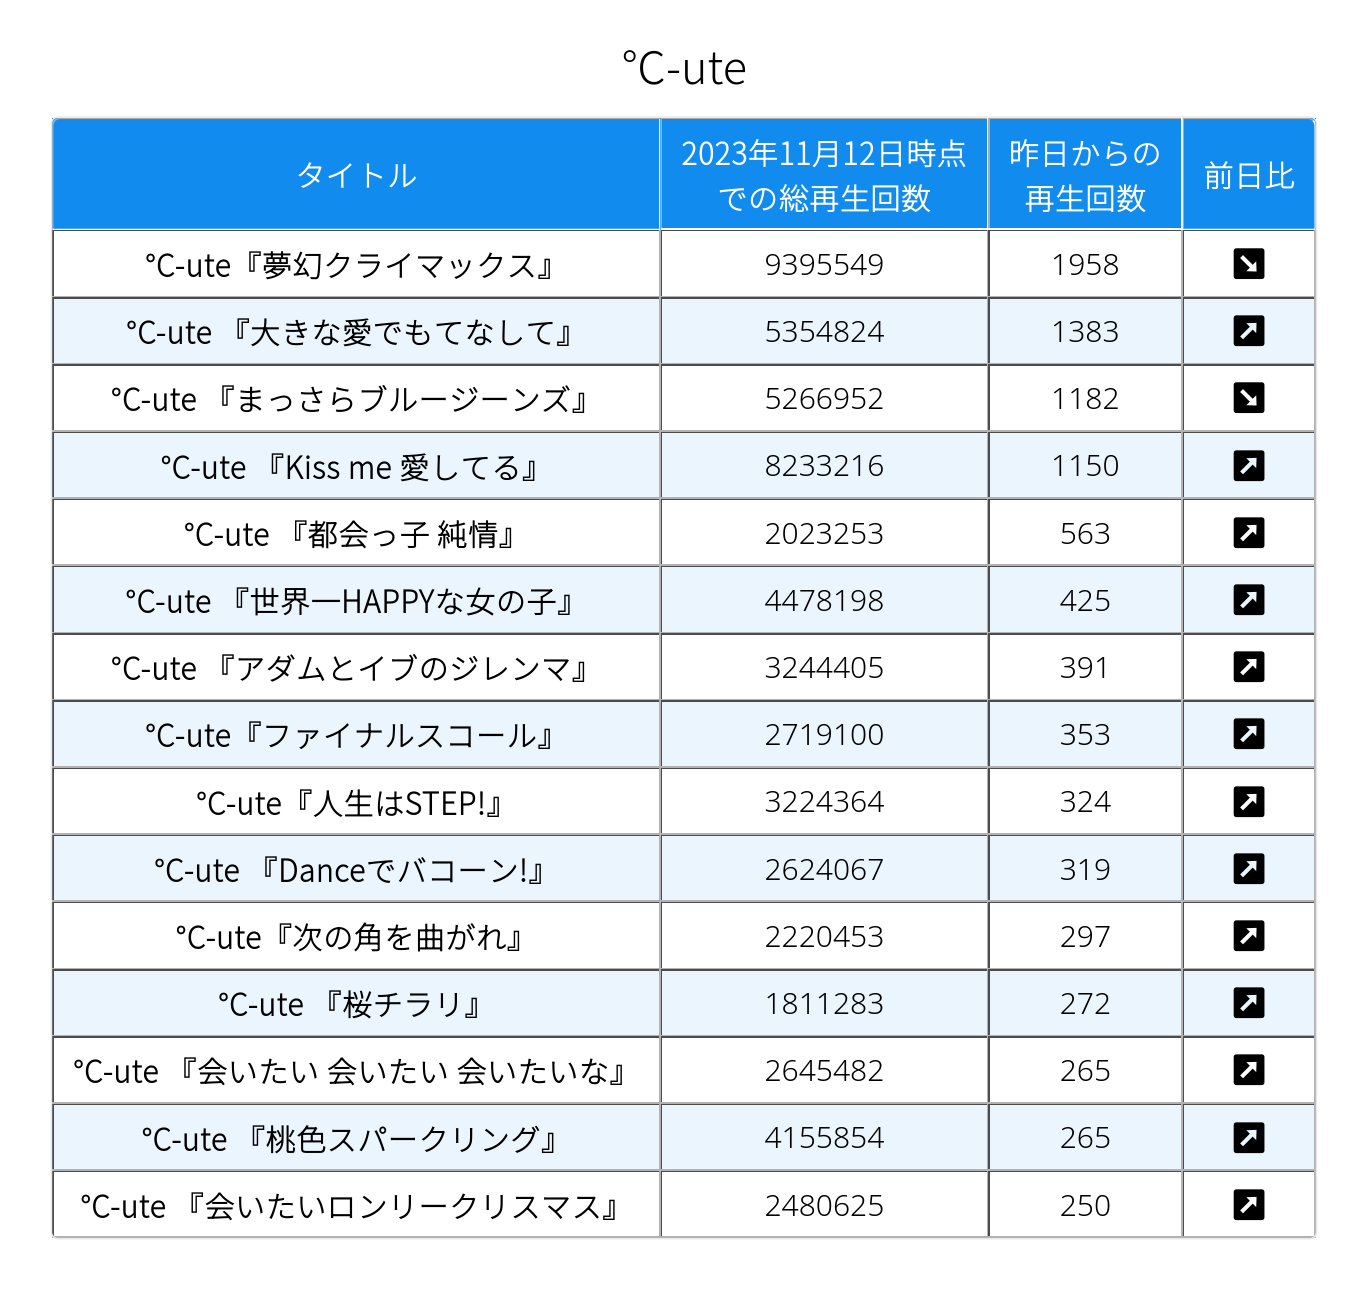 ℃-ute
タイトル 2023年11月12日時点での総再生回数 昨日からの再生回数 前日比
℃-ute『夢幻クライマックス』 9395549 1958 ↘
℃-ute 『大きな愛でもてなして』 5354824 1383 ↗
℃-ute 『まっさらブルージーンズ』 5266952 1182 ↘
℃-ute 『Kiss me 愛してる』 8233216 1150 ↗
℃-ute 『都会っ子 純情』 2023253 563 ↗
℃-ute 『世界一HAPPYな女の子』 4478198 425 ↗
℃-ute 『アダムとイブのジレンマ』 3244405 391 ↗
℃-ute『ファイナルスコール』 2719100 353 ↗
℃-ute『人生はSTEP!』 3224364 324 ↗
℃-ute 『Danceでバコーン!』 2624067 319 ↗
℃-ute『次の角を曲がれ』 2220453 297 ↗
℃-ute 『桜チラリ』 1811283 272 ↗
℃-ute 『会いたい 会いたい 会いたいな』 2645482 265 ↗
℃-ute 『桃色スパークリング』 4155854 265 ↗
℃-ute 『会いたいロンリークリスマス』 2480625 250 ↗